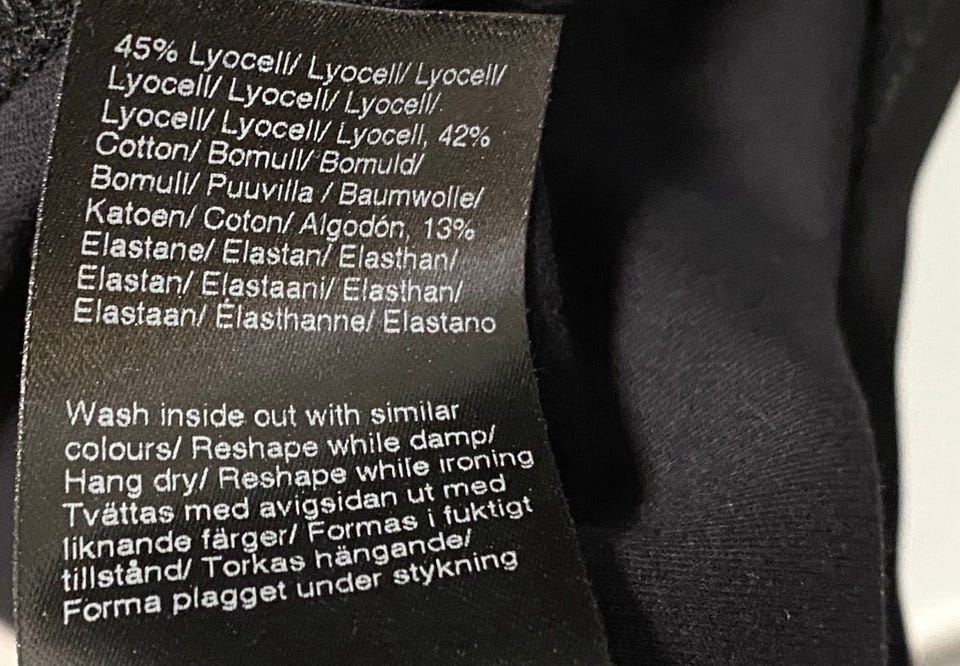 45% Lyocell/ Lyocell/ Lyocell/
Lyocell/ Lyocell/ Lyocell/
Lyocell/ Lyocell/ Lyocell, 42%
Cotton/ Bomull/ Bomuld/
Bomull/ Puuvilla / Baumwolle/
Katoen/ Coton/ Algodón, 13%
Elastane/ Elastan/ Elasthan/
Elastan/ Elastaani/ Elasthan/
Elastaan/ Élasthanne/ Elastano
Wash inside out with similar
colours/ Reshape while damp/
Hang dry/ Reshape while ironing
Tvättas med avigsidan ut med
liknande färger/ Formas i fuktigt
tillstånd/ Torkas hängande/
Forma plagget under stykning